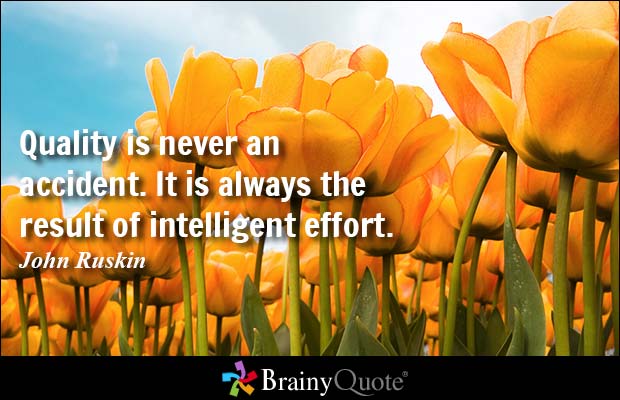 Quality is never an
accident. It is always the
result of intelligent effort.
John Ruskin
BrainyQuote®